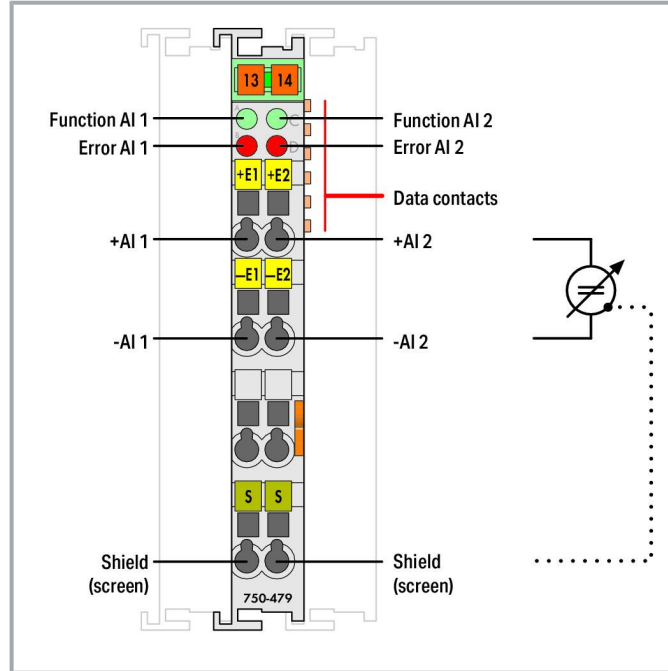 13 14
Function AI 1
A
C
Function AI 2
Error AI 1
B
D
Error AI 2
+E1 +E2
Data contacts
+AI 1
+AI 2
–E1 –E2
-AI 1
-AI 2
S S
Shield
(screen)
Shield
(screen)
750-479